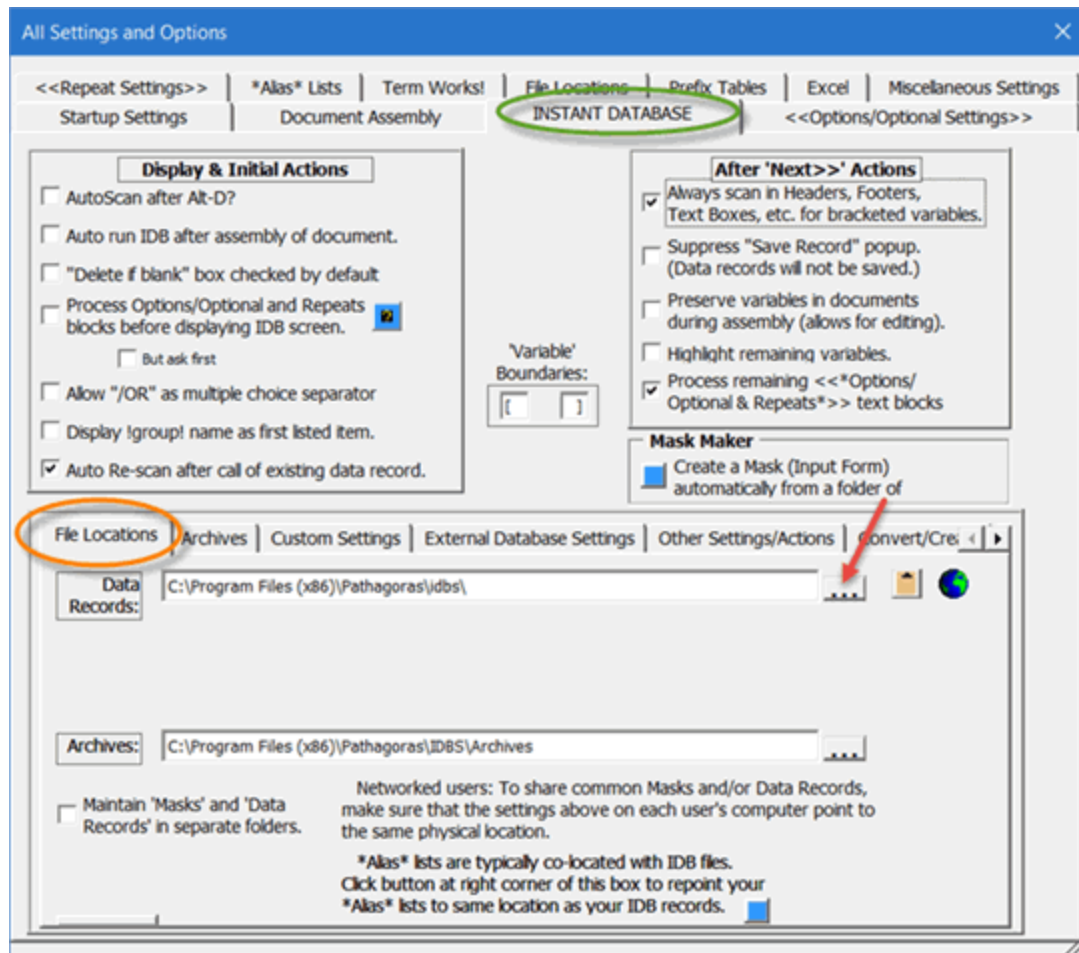 All Settings and Options
<<Repeat Settings>> *Alias* Lists Term Works! File Locations Prefix Tables Excel Miscellaneous Settings
Startup Settings Document Assembly INSTANT DATABASE <<Options/Optional Settings>>
Display & Initial Actions
AutoScan after Alt-D?
Auto run IDB after assembly of document.
"Delete if blank" box checked by default
Process Options/Optional and Repeats
blocks before displaying IDB screen.
?
But ask first
Allow "/OR" as multiple choice separator
Display !group! name as first listed item.
Auto Re-scan after call of existing data record.
'Variable'
Boundaries:
[ ]
After 'Next>>' Actions
Always scan in Headers, Footers,
Text Boxes, etc. for bracketed variables.
Suppress "Save Record" popup.
(Data records will not be saved.)
Preserve variables in documents
during assembly (allows for editing).
Highlight remaining variables.
Process remaining <<*Options/
Optional & Repeats*>> text blocks
Mask Maker
Create a Mask (Input Form)
automatically from a folder of
File Locations Archives Custom Settings External Database Settings Other Settings/Actions Convert/Crea
Data
Records:
C:\Program Files (x86)\Pathagoras\idbs\
...
Archives:
C:\Program Files (x86)\Pathagoras\IDBS\Archives
...
Maintain 'Masks' and 'Data
Records' in separate folders.
Networked users: To share common Masks and/or Data Records,
make sure that the settings above on each user's computer point to
the same physical location.
*Alias* lists are typically co-located with IDB files.
Click button at right corner of this box to repoint your
*Alias* lists to same location as your IDB records.